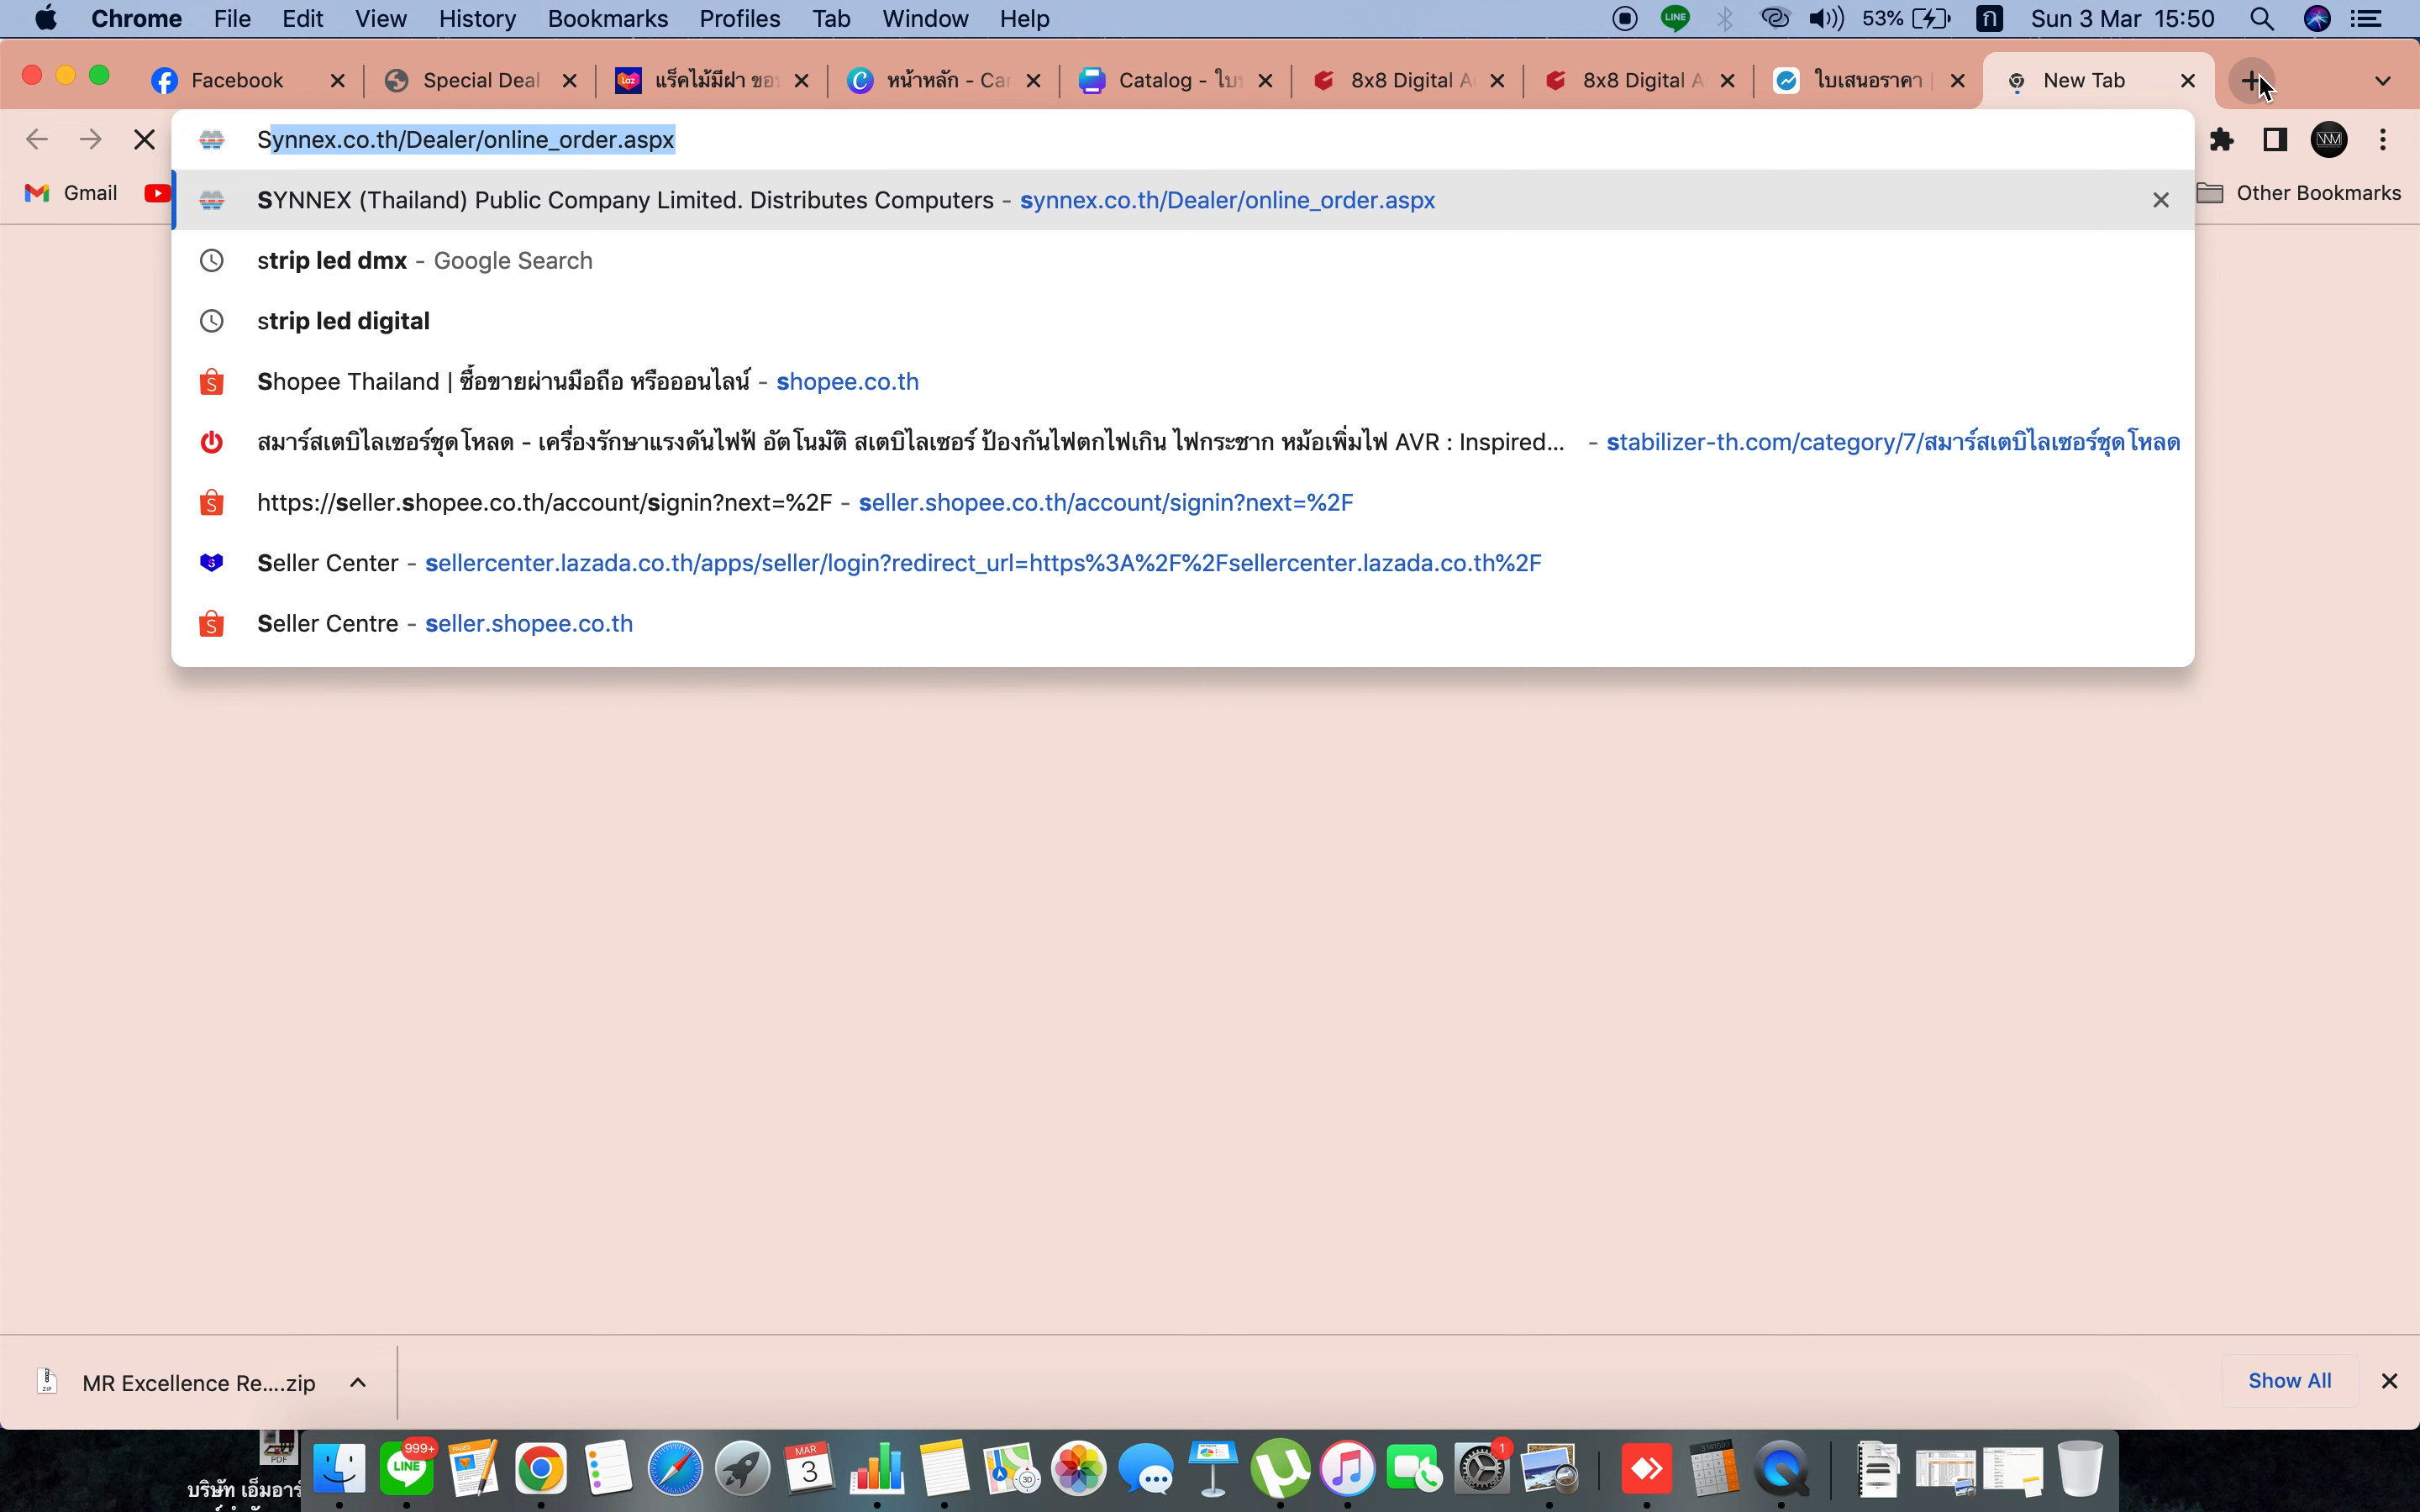 Chrome File Edit View History Bookmarks Profiles Tab Window Help LINE 53% ก Sun 3 Mar 15:50
Facebook Special Deal Laz แร็คไม้มีฝา ขอ หน้าหลัก - Ca Catalog - ใบ 8x8 Digital A 8x8 Digital A ใบเสนอราคา New Tab
Synnex.co.th/Dealer/online_order.aspx
Gmail Other Bookmarks
SYNNEX (Thailand) Public Company Limited. Distributes Computers - synnex.co.th/Dealer/online_order.aspx
strip led dmx - Google Search
strip led digital
Shopee Thailand | ซื้อขายผ่านมือถือ หรือออนไลน์ - shopee.co.th
สมาร์สเตบิไลเซอร์ชุดโหลด - เครื่องรักษาแรงดันไฟฟ้า อัตโนมัติ สเตบิไลเซอร์ ป้องกันไฟตกไฟเกิน ไฟกระชาก หม้อเพิ่มไฟ AVR : Inspired... - stabilizer-th.com/category/7/สมาร์สเตบิไลเซอร์ชุดโหลด
https://seller.shopee.co.th/account/signin?next=%2F - seller.shopee.co.th/account/signin?next=%2F
Seller Center - sellercenter.lazada.co.th/apps/seller/login?redirect_url=https%3A%2F%2Fsellercenter.lazada.co.th%2F
Seller Centre - seller.shopee.co.th
ZIP MR Excellence Re....zip Show All
PDF
บริษัท เอ็มอาร์
999+ LINE PAGES MAR 3 3D 1